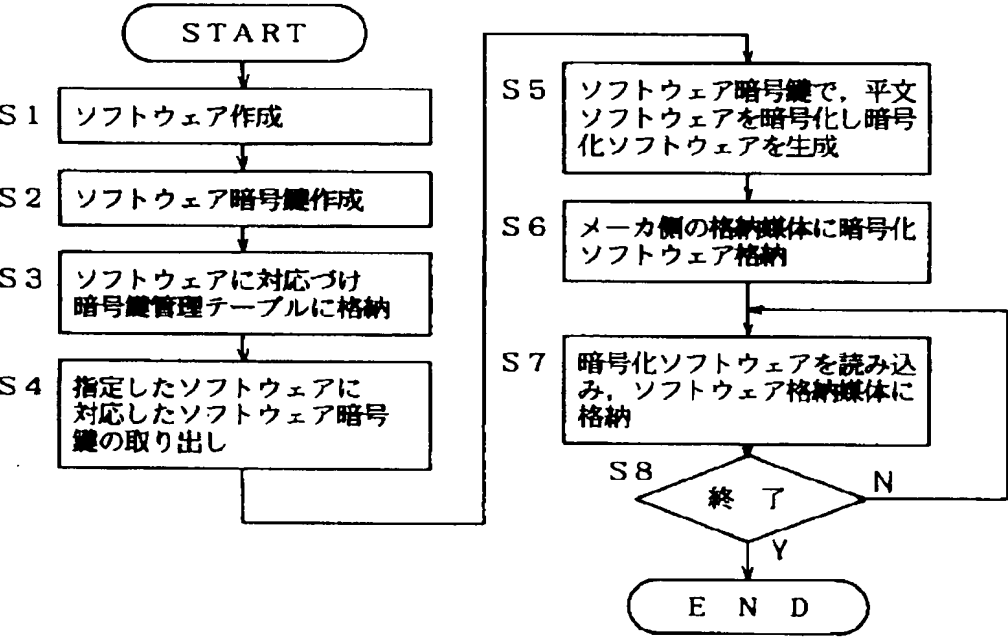 START
S1
ソフトウェア作成
S2
ソフトウェア暗号鍵作成
S3
ソフトウェアに対応づけ
暗号鍵管理テーブルに格納
S4
指定したソフトウェアに
対応したソフトウェア暗号
鍵の取り出し
S5
ソフトウェア暗号鍵で，平文
ソフトウェアを暗号化し暗号
化ソフトウェアを生成
S6
メーカ側の格納媒体に暗号化
ソフトウェア格納
S7
暗号化ソフトウェアを読み込
み，ソフトウェア格納媒体に
格納
S8
終了
N
Y
END